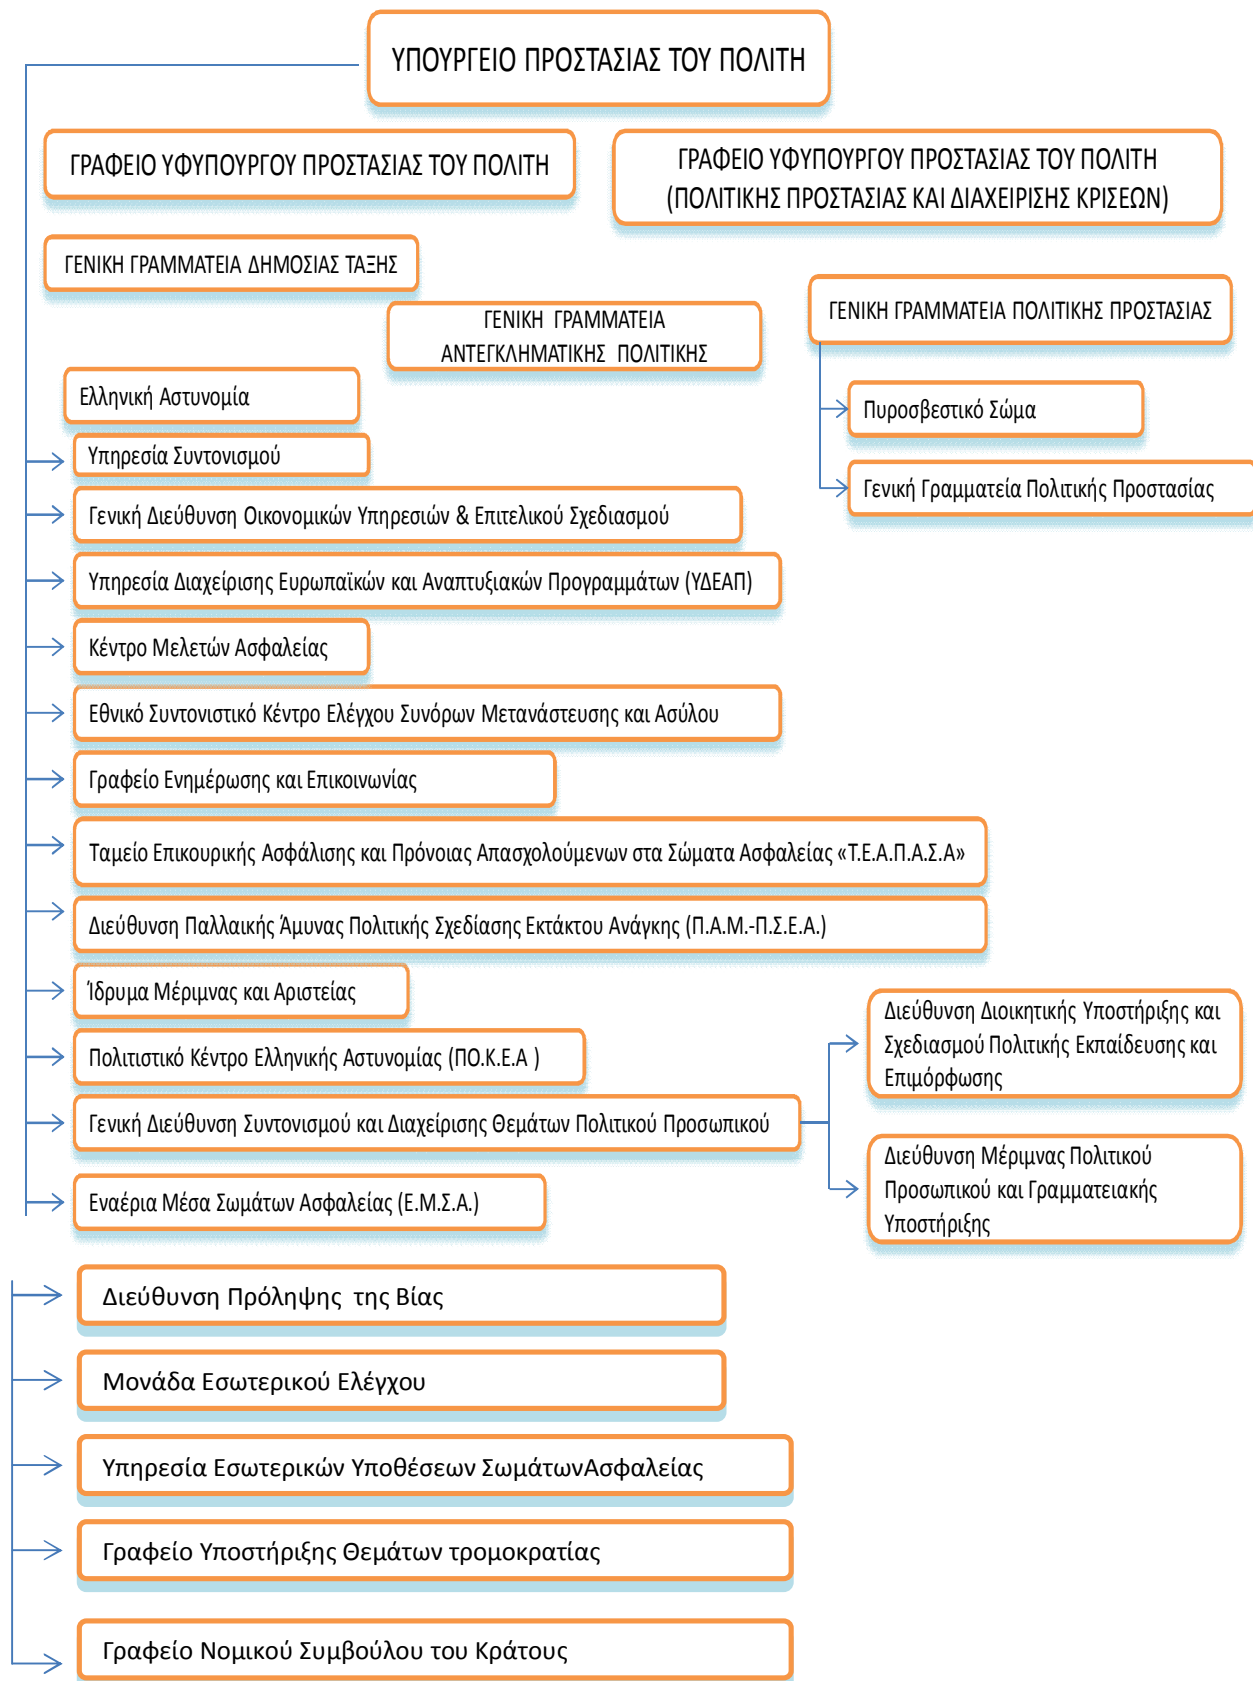 ΥΠΟΥΡΓΕΙΟ ΠΡΟΣΤΑΣΙΑΣ ΤΟΥ ΠΟΛΙΤΗ
ΓΡΑΦΕΙΟ ΥΦΥΠΟΥΡΓΟΥ ΠΡΟΣΤΑΣΙΑΣ ΤΟΥ ΠΟΛΙΤΗ
ΓΡΑΦΕΙΟ ΥΦΥΠΟΥΡΓΟΥ ΠΡΟΣΤΑΣΙΑΣ ΤΟΥ ΠΟΛΙΤΗ
(ΠΟΛΙΤΙΚΗΣ ΠΡΟΣΤΑΣΙΑΣ ΚΑΙ ΔΙΑΧΕΙΡΙΣΗΣ ΚΡΙΣΕΩΝ)
ΓΕΝΙΚΗ ΓΡΑΜΜΑΤΕΙΑ ΔΗΜΟΣΙΑΣ ΤΑΞΗΣ
ΓΕΝΙΚΗ ΓΡΑΜΜΑΤΕΙΑ
ΑΝΤΕΓΚΛΗΜΑΤΙΚΗΣ ΠΟΛΙΤΙΚΗΣ
ΓΕΝΙΚΗ ΓΡΑΜΜΑΤΕΙΑ ΠΟΛΙΤΙΚΗΣ ΠΡΟΣΤΑΣΙΑΣ
Πυροσβεστικό Σώμα
Γενική Γραμματεία Πολιτικής Προστασίας
Ελληνική Αστυνομία
Υπηρεσία Συντονισμού
Γενική Διεύθυνση Οικονομικών Υπηρεσιών & Επιτελικού Σχεδιασμού
Υπηρεσία Διαχείρισης Ευρωπαϊκών και Αναπτυξιακών Προγραμμάτων (ΥΔΕΑΠ)
Κέντρο Μελετών Ασφαλείας
Εθνικό Συντονιστικό Κέντρο Ελέγχου Συνόρων Μετανάστευσης και Ασύλου
Γραφείο Ενημέρωσης και Επικοινωνίας
Ταμείο Επικουρικής Ασφάλισης και Πρόνοιας Απασχολούμενων στα Σώματα Ασφαλείας «Τ.Ε.Α.Π.Α.Σ.Α»
Διεύθυνση Παλλαικής Άμυνας Πολιτικής Σχεδίασης Εκτάκτου Ανάγκης (Π.Α.Μ.-Π.Σ.Ε.Α.)
Ίδρυμα Μέριμνας και Αριστείας
Πολιτιστικό Κέντρο Ελληνικής Αστυνομίας (ΠΟ.Κ.Ε.Α )
Γενική Διεύθυνση Συντονισμού και Διαχείρισης Θεμάτων Πολιτικού Προσωπικού
Διεύθυνση Διοικητικής Υποστήριξης και
Σχεδιασμού Πολιτικής Εκπαίδευσης και
Επιμόρφωσης
Διεύθυνση Μέριμνας Πολιτικού
Προσωπικού και Γραμματειακής
Υποστήριξης
Εναέρια Μέσα Σωμάτων Ασφαλείας (Ε.Μ.Σ.Α.)
Διεύθυνση Πρόληψης της Βίας
Μονάδα Εσωτερικού Ελέγχου
Υπηρεσία Εσωτερικών Υποθέσεων ΣωμάτωνΑσφαλείας
Γραφείο Υποστήριξης Θεμάτων τρομοκρατίας
Γραφείο Νομικού Συμβούλου του Κράτους